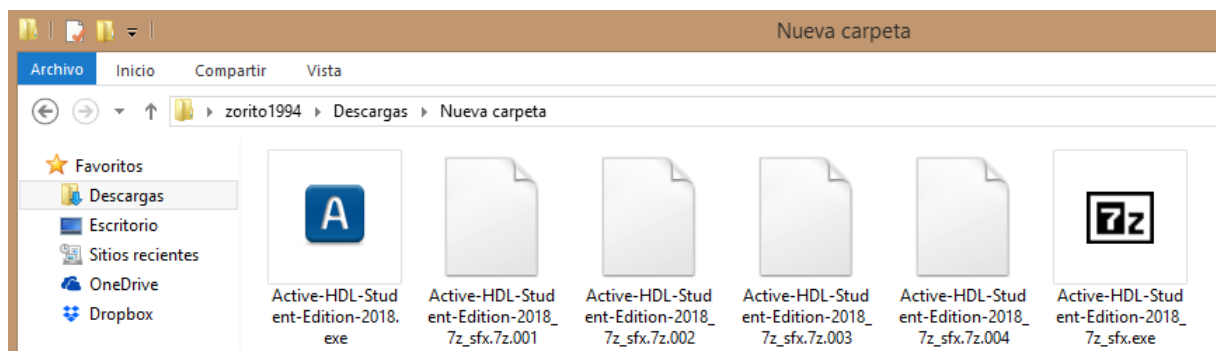 Nueva carpeta
Archivo Inicio Compartir Vista
zorito1994 Descargas Nueva carpeta
Favoritos
Descargas
Escritorio
Sitios recientes
OneDrive
Dropbox
A
7z
Active-HDL-Stud
ent-Edition-2018.
exe
Active-HDL-Stud
ent-Edition-2018_
7z_sfx.7z.001
Active-HDL-Stud
ent-Edition-2018_
7z_sfx.7z.002
Active-HDL-Stud
ent-Edition-2018_
7z_sfx.7z.003
Active-HDL-Stud
ent-Edition-2018_
7z_sfx.7z.004
Active-HDL-Stud
ent-Edition-2018_
7z_sfx.exe